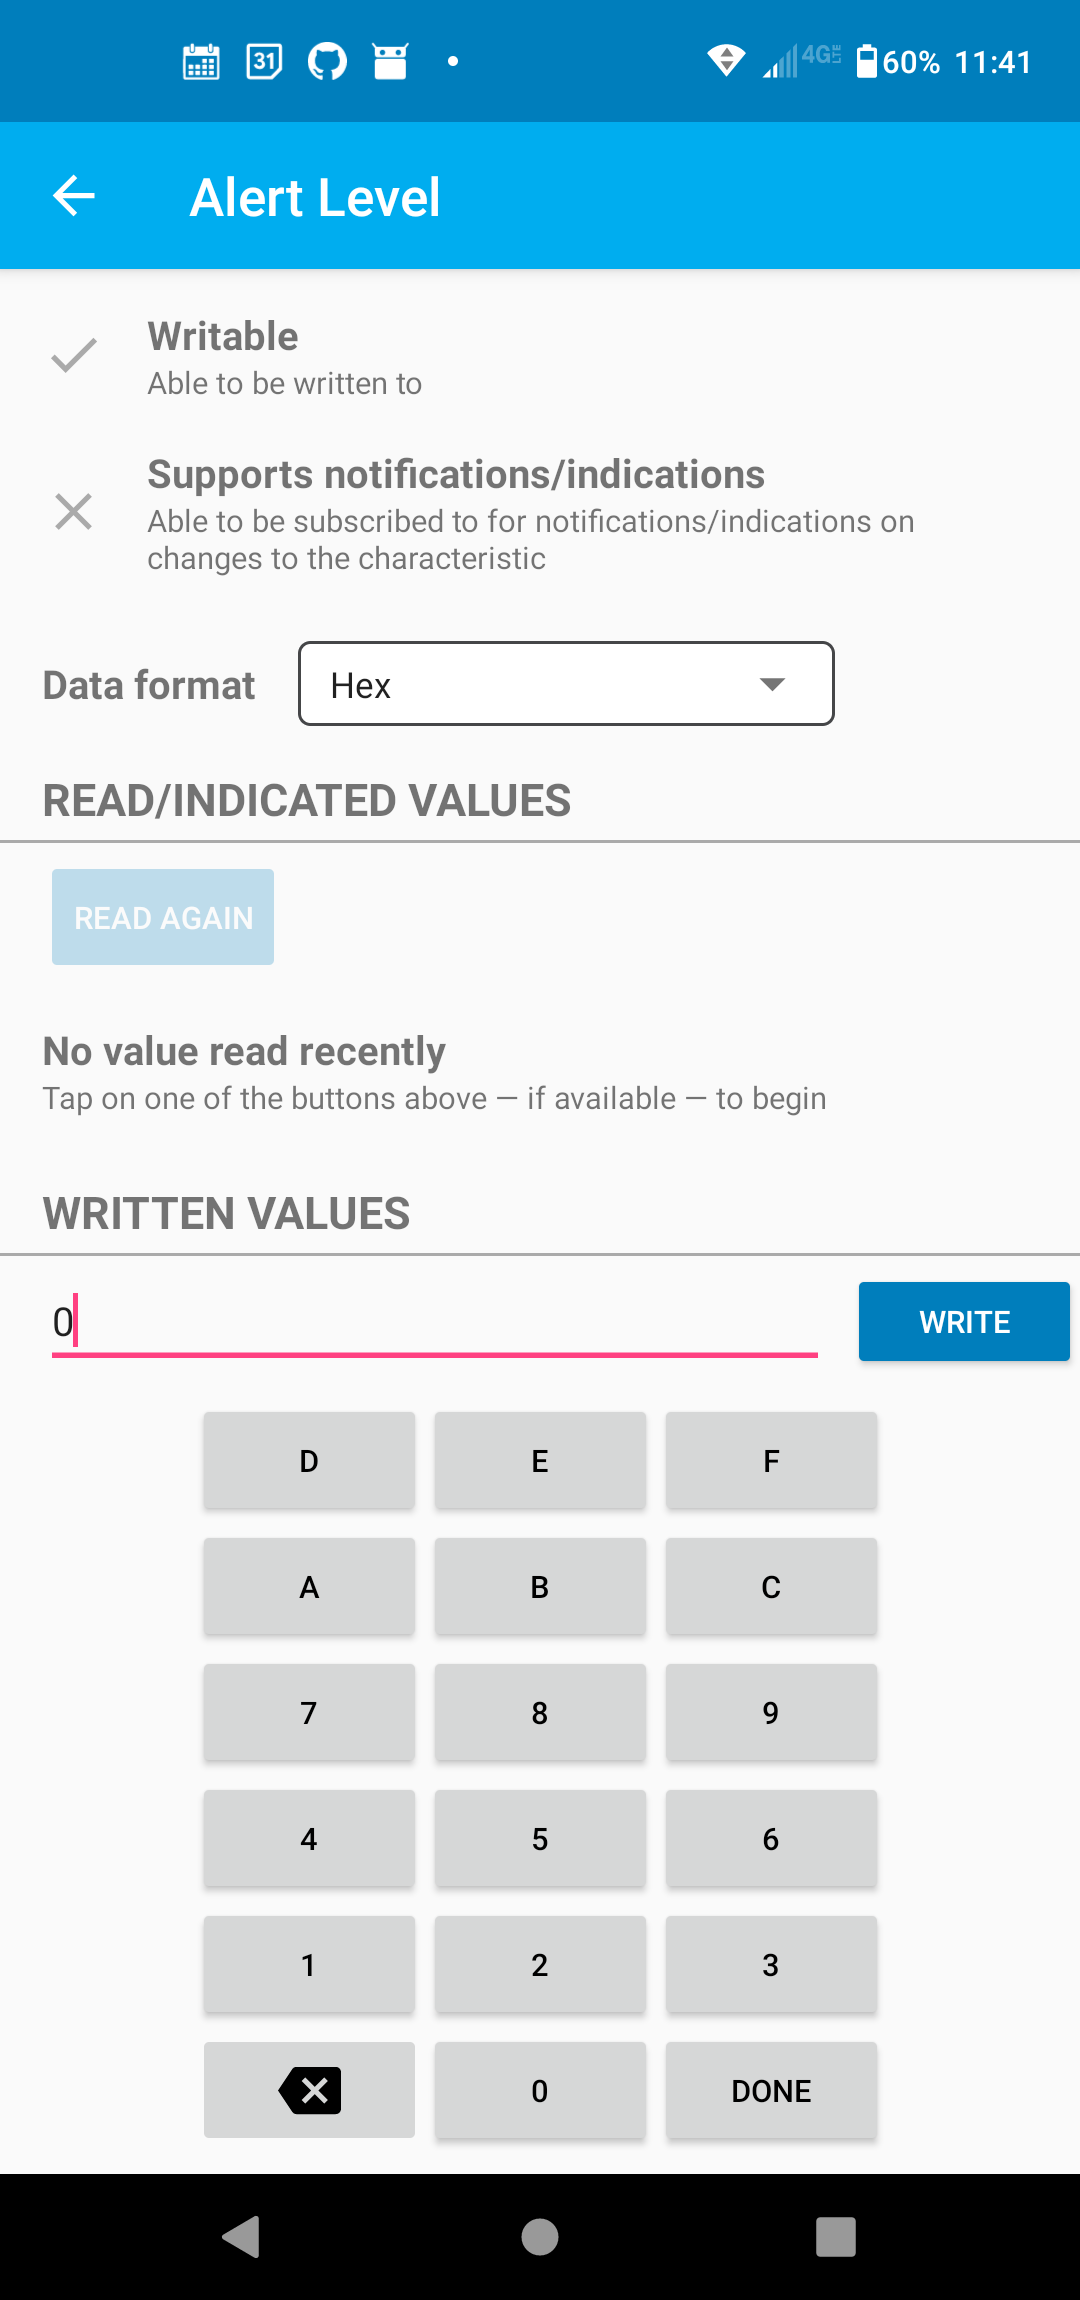 31 4G LTE 60% 11:41
Alert Level
Writable
Able to be written to
Supports notifications/indications
Able to be subscribed to for notifications/indications on
changes to the characteristic
Data format Hex
READ/INDICATED VALUES
READ AGAIN
No value read recently
Tap on one of the buttons above — if available — to begin
WRITTEN VALUES
0 WRITE
D E F
A B C
7 8 9
4 5 6
1 2 3
0 DONE